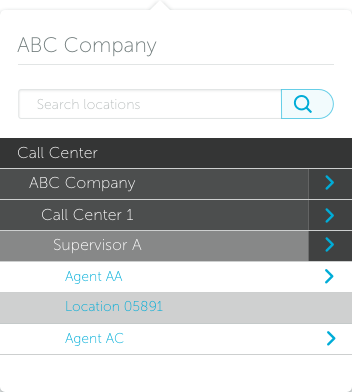 ABC Company
Search locations
Call Center
ABC Company
Call Center 1
Supervisor A
Agent AA
Location 05891
Agent AC